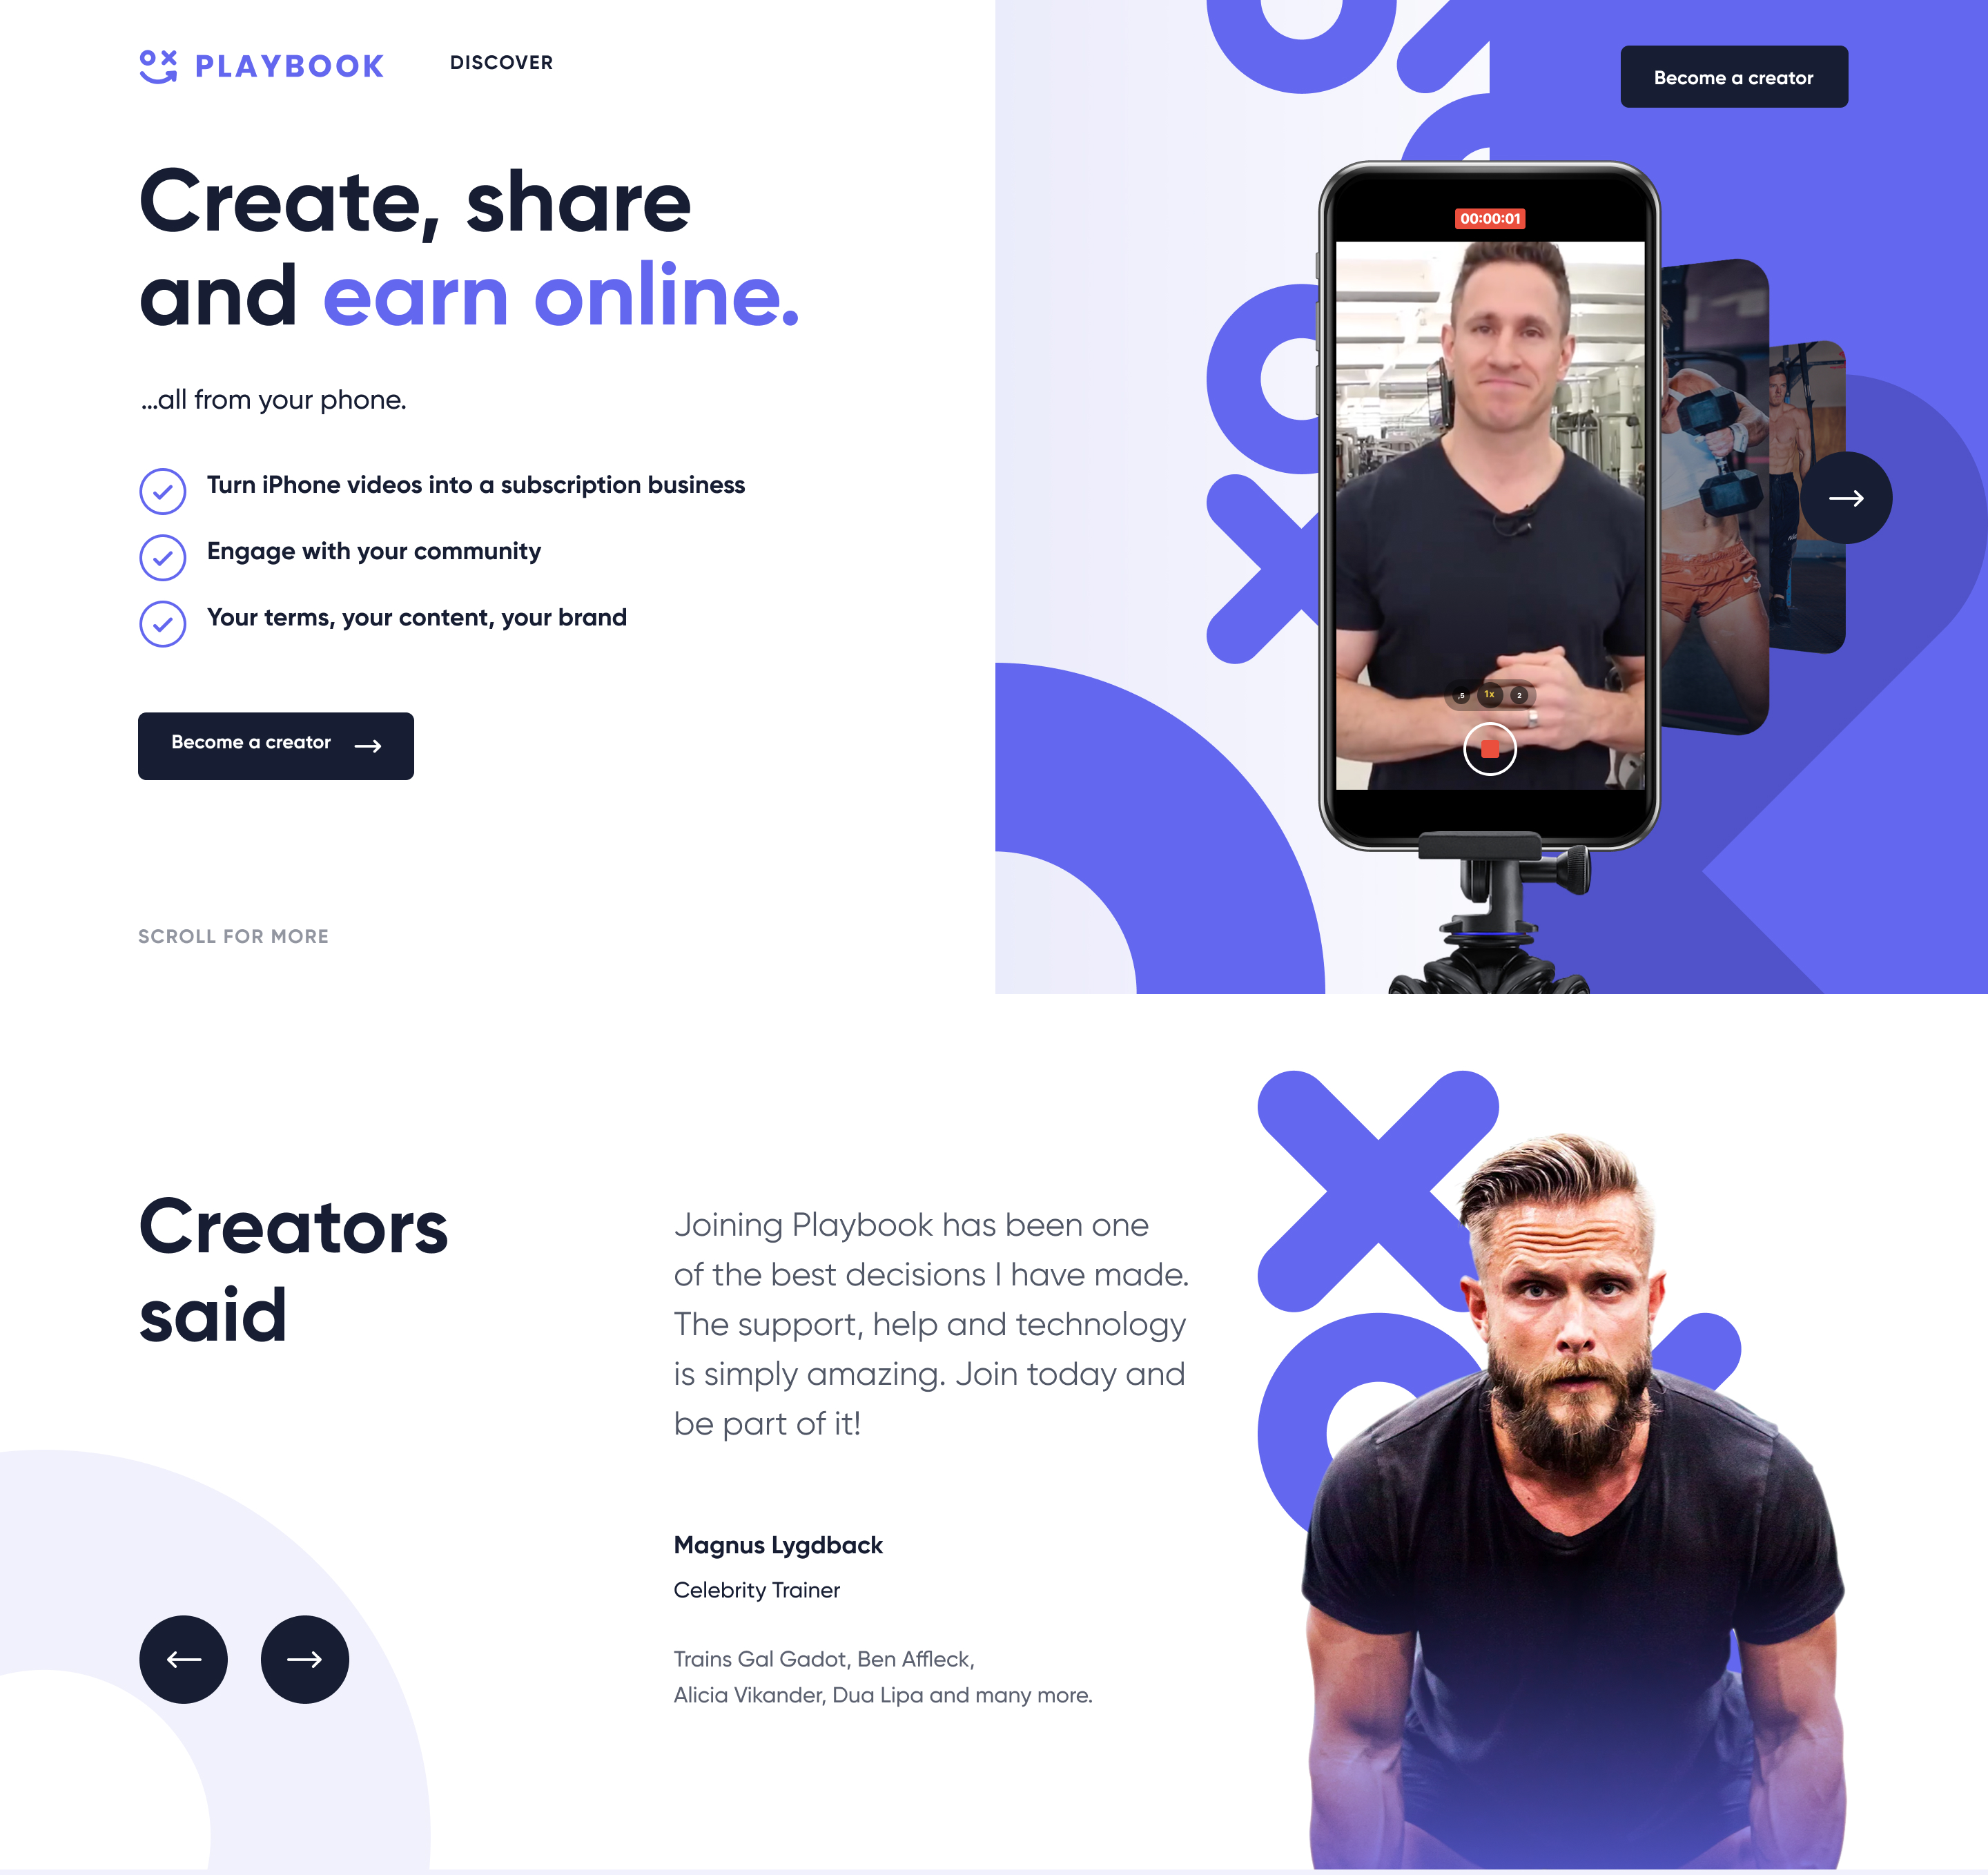 PLAYBOOK
DISCOVER
Become a creator
Create, share
and earn online.
...all from your phone.
Turn iPhone videos into a subscription business
Engage with your community
Your terms, your content, your brand
Become a creator
SCROLL FOR MORE
00:00:01
,5 1x 2
Creators
said
Joining Playbook has been one
of the best decisions I have made.
The support, help and technology
is simply amazing. Join today and
be part of it!
Magnus Lygdback
Celebrity Trainer
Trains Gal Gadot, Ben Affleck,
Alicia Vikander, Dua Lipa and many more.